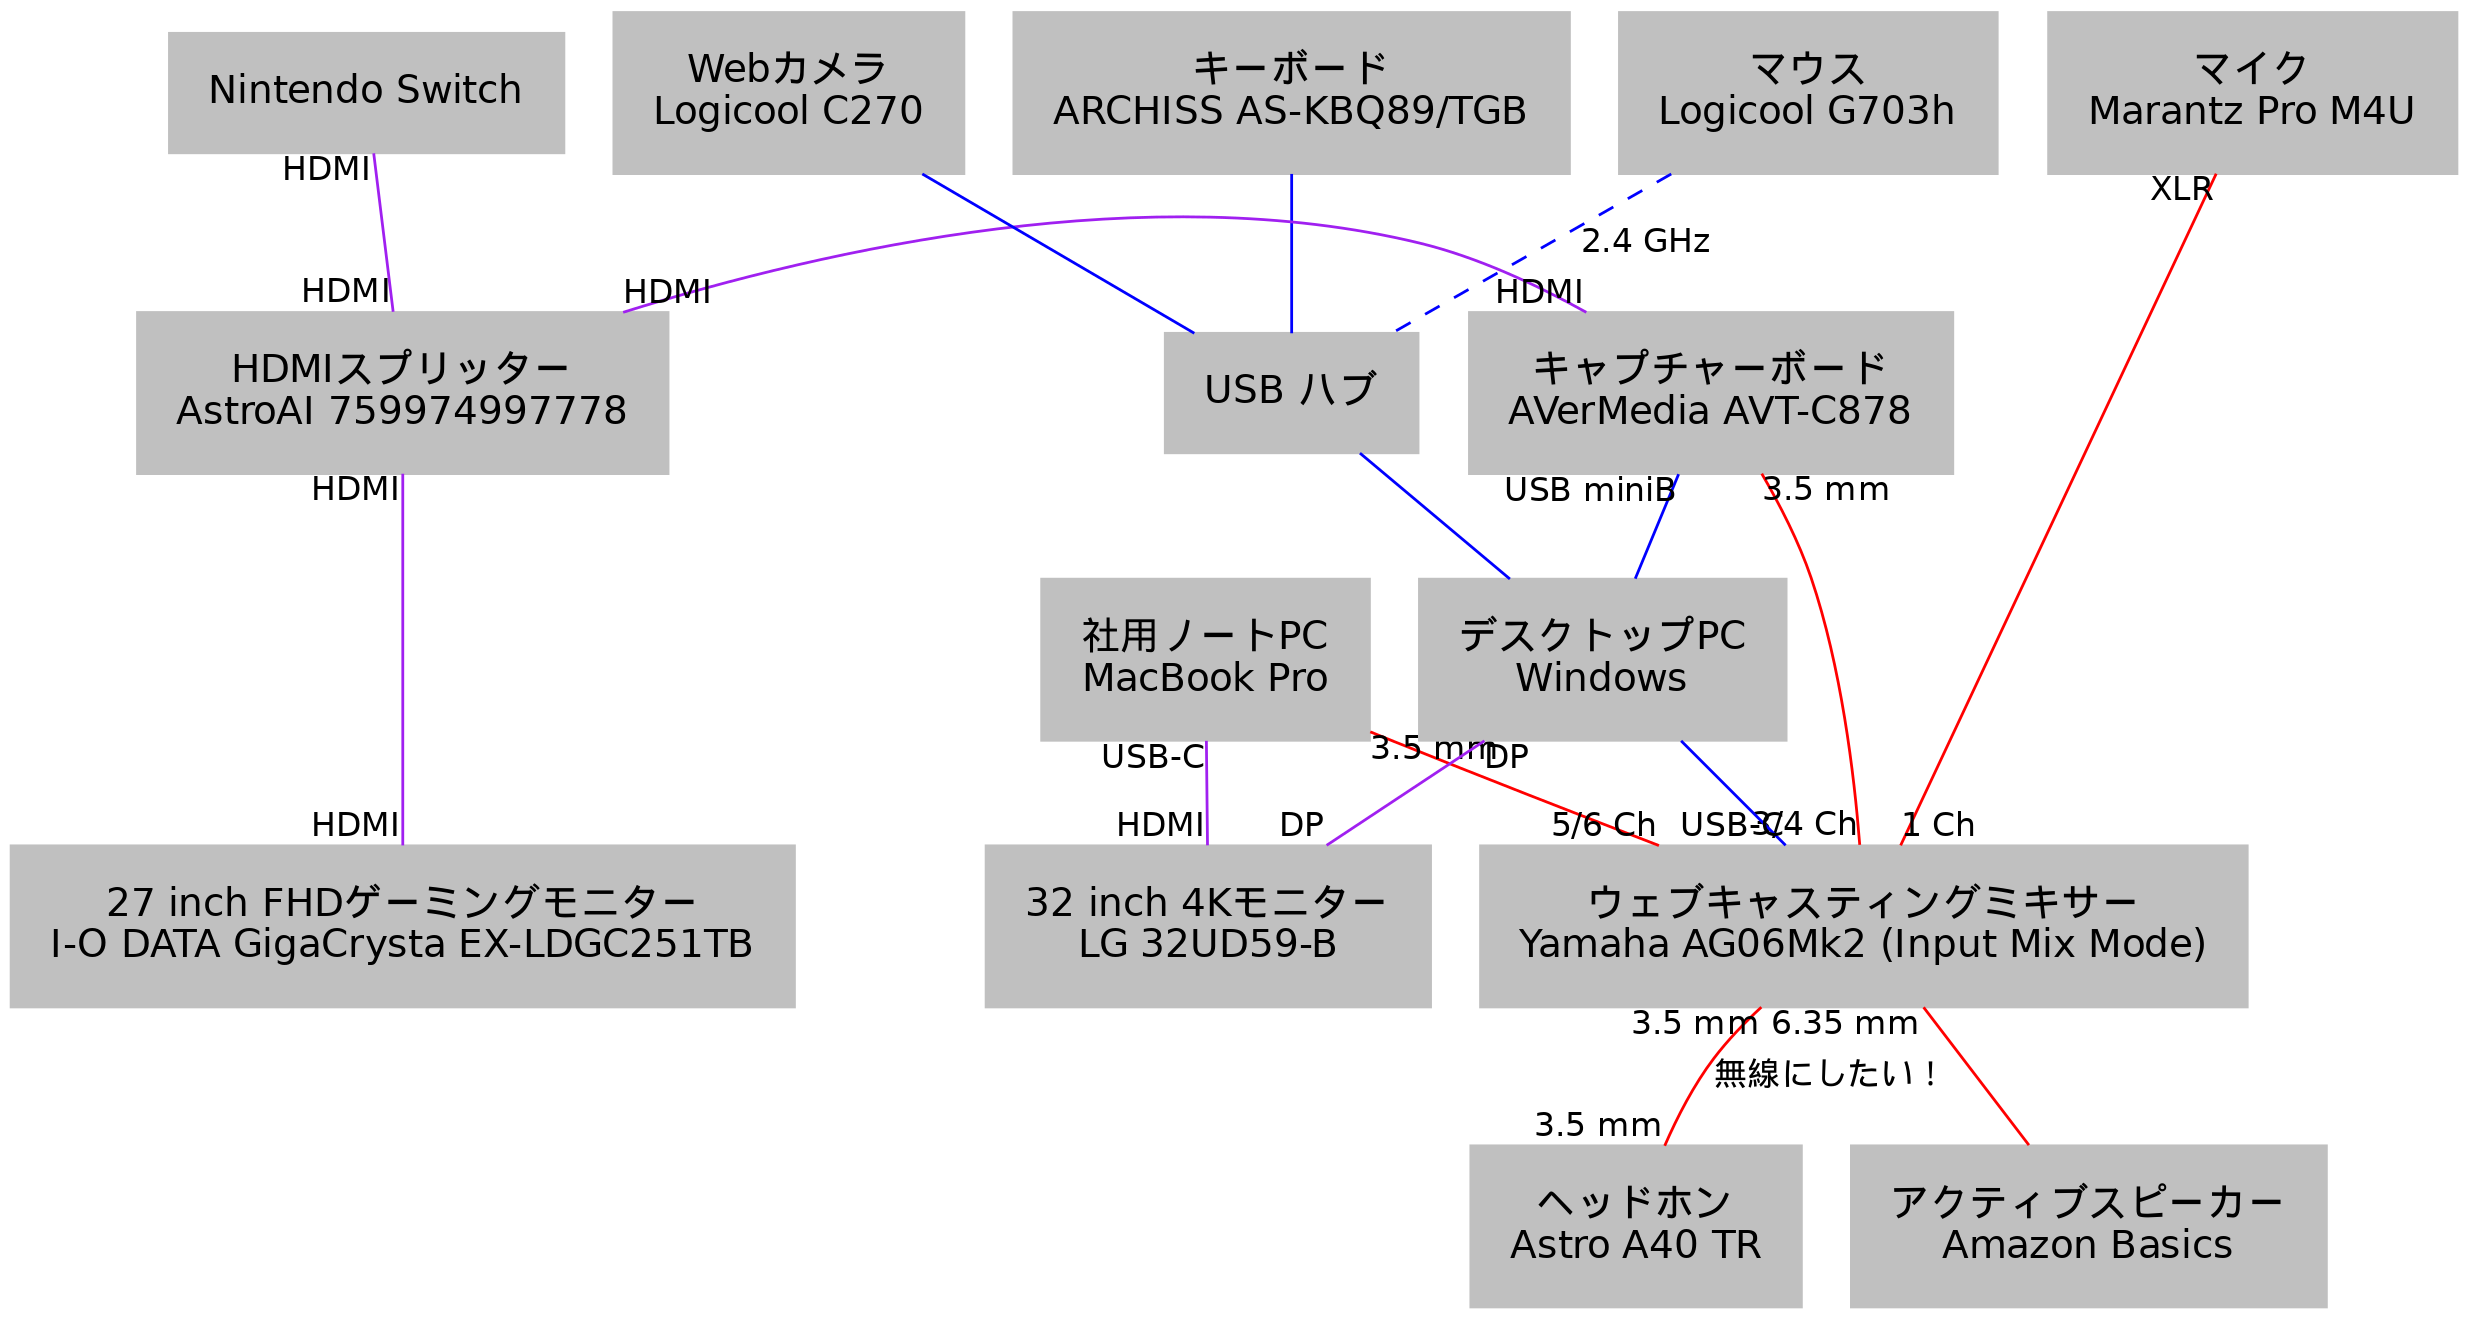 Nintendo Switch
Webカメラ
Logicool C270
キーボード
ARCHISS AS-KBQ89/TGB
マウス
Logicool G703h
マイク
Marantz Pro M4U
HDMI
XLR
2.4 GHz
HDMI
HDMI
HDMI
HDMIスプリッター
AstroAI 759974997778
USB ハブ
キャプチャーボード
AVerMedia AVT-C878
HDMI
USB miniB
3.5 mm
社用ノートPC
MacBook Pro
デスクトップPC
Windows
USB-C
3.5 mm
DP
HDMI
HDMI
DP
5/6 Ch
USB-C
3/4 Ch
1 Ch
27 inch FHDゲーミングモニター
I-O DATA GigaCrysta EX-LDGC251TB
32 inch 4Kモニター
LG 32UD59-B
ウェブキャスティングミキサー
Yamaha AG06Mk2 (Input Mix Mode)
3.5 mm
6.35 mm
無線にしたい！
3.5 mm
ヘッドホン
Astro A40 TR
アクティブスピーカー
Amazon Basics